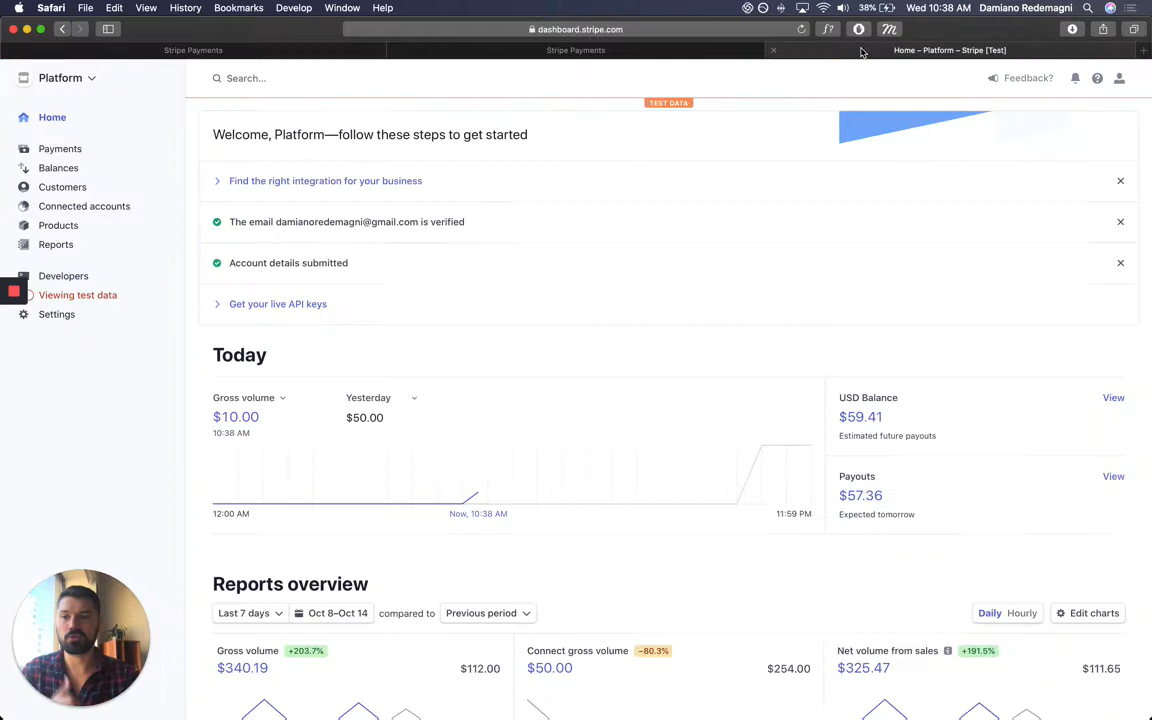 Safari File Edit View History Bookmarks Develop Window Help 38% Wed 10:38 AM Damiano Redemagni
dashboard.stripe.com f?
Stripe Payments Stripe Payments Home – Platform – Stripe [Test]
Platform
Search...
Feedback?
TEST DATA
Home
Payments
Balances
Customers
Connected accounts
Products
Reports
Developers
Viewing test data
Settings
Welcome, Platform—follow these steps to get started
Find the right integration for your business
The email damianoredemagni@gmail.com is verified
Account details submitted
Get your live API keys
Today
Gross volume Yesterday
$10.00 $50.00
10:38 AM
12:00 AM Now, 10:38 AM 11:59 PM
USD Balance View
$59.41
Estimated future payouts
Payouts View
$57.36
Expected tomorrow
Reports overview
Last 7 days Oct 8–Oct 14 compared to Previous period Daily Hourly Edit charts
Gross volume +203.7%
$340.19 $112.00
Connect gross volume –80.3%
$50.00 $254.00
Net volume from sales +191.5%
$325.47 $111.65